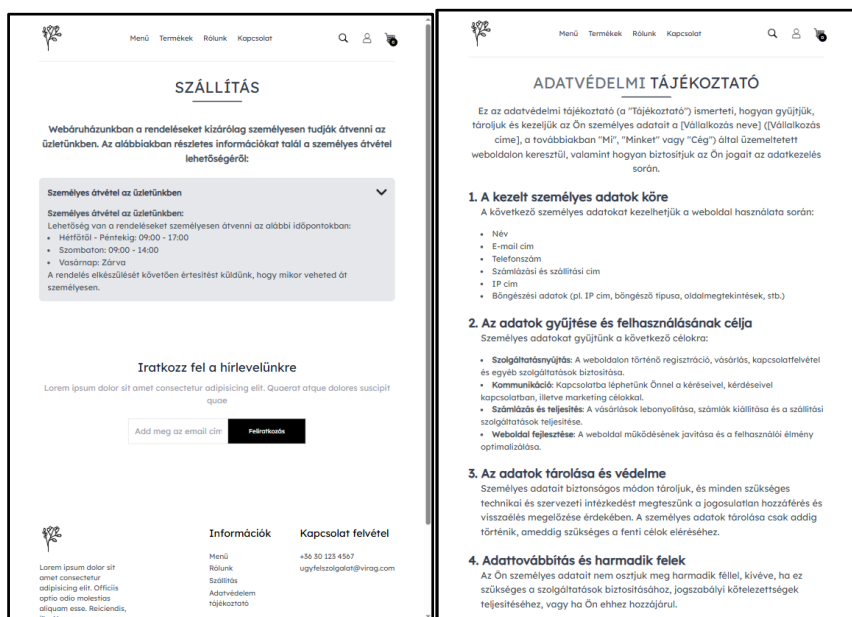 Menü Termékek Rólunk Kapcsolat
0
SZÁLLÍTÁS
Webáruházunkban a rendeléseket kizárólag személyesen tudják átvenni az
üzletünkben. Az alábbiakban részletes információkat talál a személyes átvétel
lehetőségéről:
Személyes átvétel az üzletünkben
Személyes átvétel az üzletünkben:
Lehetőség van a rendeléseket személyesen átvenni az alábbi időpontokban:
• Hétfőtől - Péntekig: 09:00 - 17:00
• Szombaton: 09:00 - 14:00
• Vasárnap: Zárva
A rendelés elkészülését követően értesítést küldünk, hogy mikor veheted át
személyesen.
Iratkozz fel a hírlevelünkre
Lorem ipsum dolor sit amet consectetur adipisicing elit. Quaerat atque dolores suscipit
quae
Add meg az email cím
Feliratkozás
Lorem ipsum dolor sit
amet consectetur
adipisicing elit. Officiis
optio odio molestias
aliquam esse. Reiciendis,
Információk
Menü
Rólunk
Szállítás
Adatvédelem
tájékoztató
Kapcsolat felvétel
+36 30 123 4567
ugyfelszolgalat@virag.com
Menü Termékek Rólunk Kapcsolat
0
ADATVÉDELMI TÁJÉKOZTATÓ
Ez az adatvédelmi tájékoztató (a "Tájékoztató") ismerteti, hogyan gyűjtjük,
tároljuk és kezeljük az Ön személyes adatait a [Vállalkozás neve] ([Vállalkozás
címe], a továbbiakban "Mi", "Minket" vagy "Cég") által üzemeltetett
weboldalon keresztül, valamint hogyan biztosítjuk az Ön jogait az adatkezelés
során.
1. A kezelt személyes adatok köre
A következő személyes adatokat kezelhetjük a weboldal használata során:
• Név
• E-mail cím
• Telefonszám
• Számlázási és szállítási cím
• IP cím
• Böngészési adatok (pl. IP cím, böngésző típusa, oldalmegtekintések, stb.)
2. Az adatok gyűjtése és felhasználásának célja
Személyes adatokat gyűjtünk a következő célokra:
• Szolgáltatásnyújtás: A weboldalon történő regisztráció, vásárlás, kapcsolatfelvétel
és egyéb szolgáltatások biztosítása.
• Kommunikáció: Kapcsolatba léphetünk Önnel a kéréseivel, kérdéseivel
kapcsolatban, illetve marketing célokkal.
• Számlázás és teljesítés: A vásárlások lebonyolítása, számlák kiállítása és a szállítási
szolgáltatások teljesítése.
• Weboldal fejlesztése: A weboldal működésének javítása és a felhasználói élmény
optimalizálása.
3. Az adatok tárolása és védelme
Személyes adatait biztonságos módon tároljuk, és minden szükséges
technikai és szervezeti intézkedést megteszünk a jogosulatlan hozzáférés és
visszaélés megelőzése érdekében. A személyes adatok tárolása csak addig
történik, ameddig szükséges a fenti célok eléréséhez.
4. Adattovábbítás és harmadik felek
Az Ön személyes adatait nem osztjuk meg harmadik féllel, kivéve, ha ez
szükséges a szolgáltatások biztosításához, jogszabályi kötelezettségek
teljesítéséhez, vagy ha Ön ehhez hozzájárul.